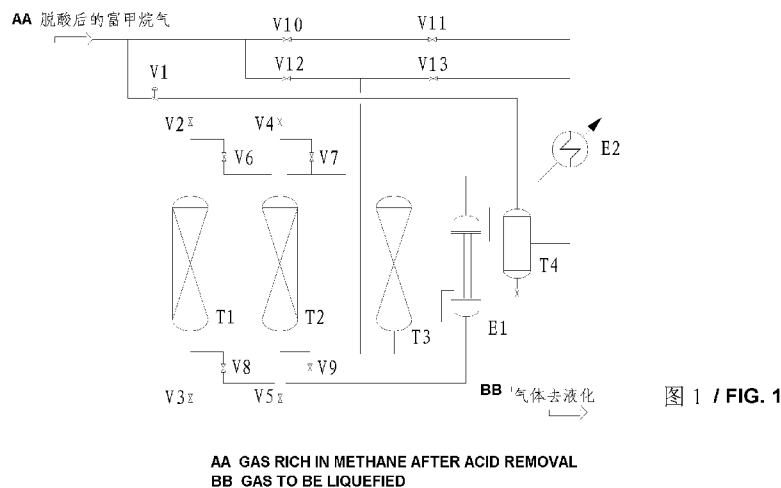 AA 脱酸后的富甲烷气
V10
V11
V12
V13
V1
V2
V4
V6
V7
E2
T1
T2
T3
E1
T4
V8
V9
V3
V5
BB 气体去液化
图 1 / FIG. 1
AA GAS RICH IN METHANE AFTER ACID REMOVAL
BB GAS TO BE LIQUEFIED